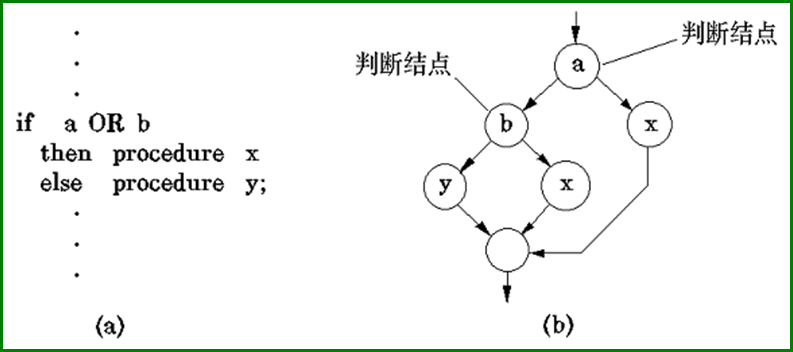 .
.
.
if a OR b
then procedure x
else procedure y;
.
.
.
(a)
判断结点
a
判断结点
b
x
y
x
(b)